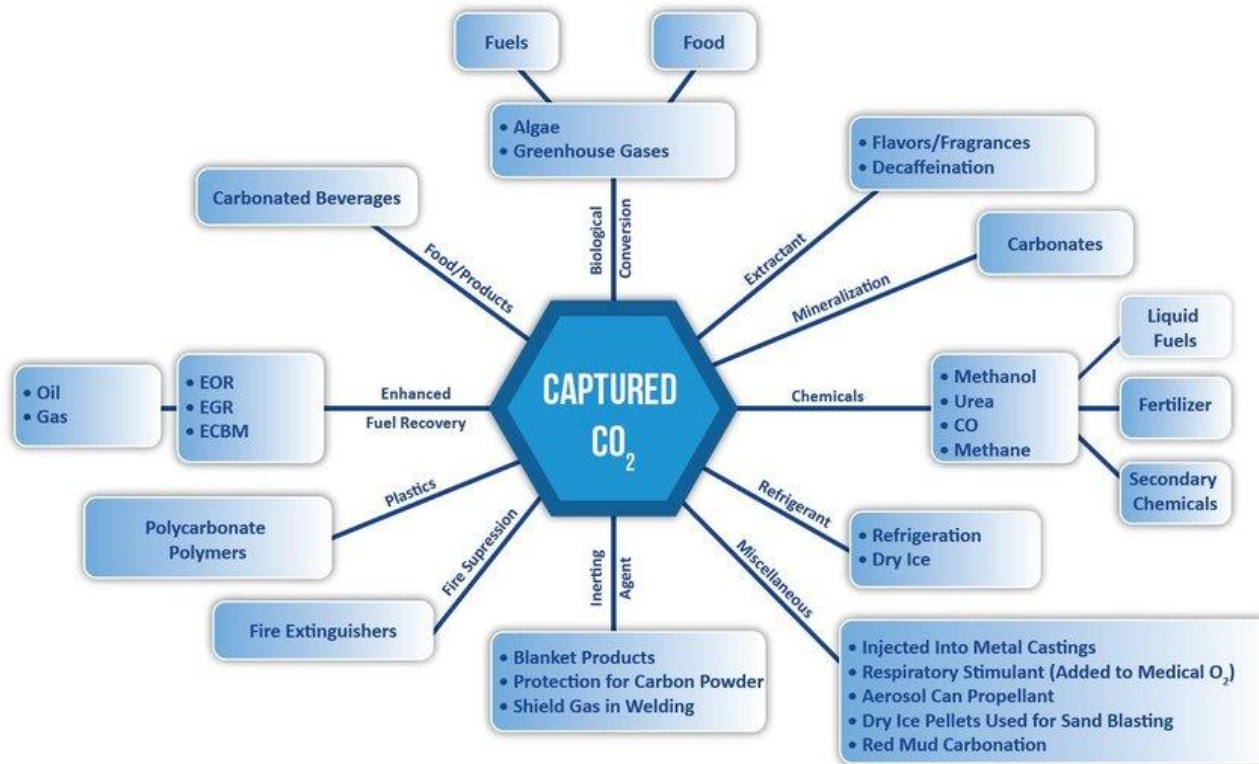 Fuels
Food
• Algae
• Greenhouse Gases
• Flavors/Fragrances
• Decaffeination
Carbonated Beverages
Biological
Conversion
Carbonates
Food/Products
Extractant
Mineralization
Liquid
Fuels
• Oil
• Gas
• EOR
• EGR
• ECBM
Enhanced
Fuel Recovery
CAPTURED
CO₂
Chemicals
• Methanol
• Urea
• CO
• Methane
Fertilizer
Secondary
Chemicals
Plastics
Polycarbonate
Polymers
Refrigerant
• Refrigeration
• Dry Ice
Fire Supression
Fire Extinguishers
Inerting
Agent
Miscellaneous
• Blanket Products
• Protection for Carbon Powder
• Shield Gas in Welding
• Injected Into Metal Castings
• Respiratory Stimulant (Added to Medical O₂)
• Aerosol Can Propellant
• Dry Ice Pellets Used for Sand Blasting
• Red Mud Carbonation